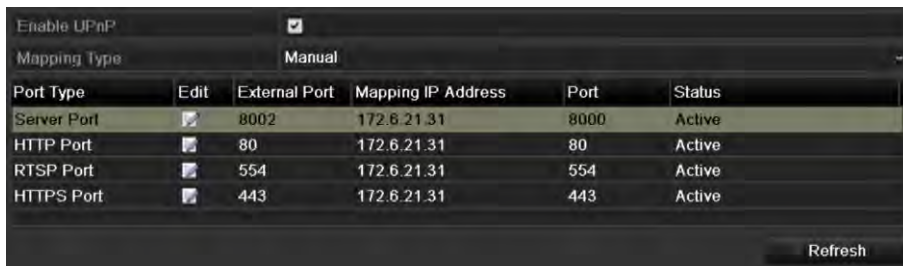 Enable UPnP
Mapping Type Manual
Port Type Edit External Port Mapping IP Address Port Status
Server Port 8002 172.6.21.31 8000 Active
HTTP Port 80 172.6.21.31 80 Active
RTSP Port 554 172.6.21.31 554 Active
HTTPS Port 443 172.6.21.31 443 Active
Refresh